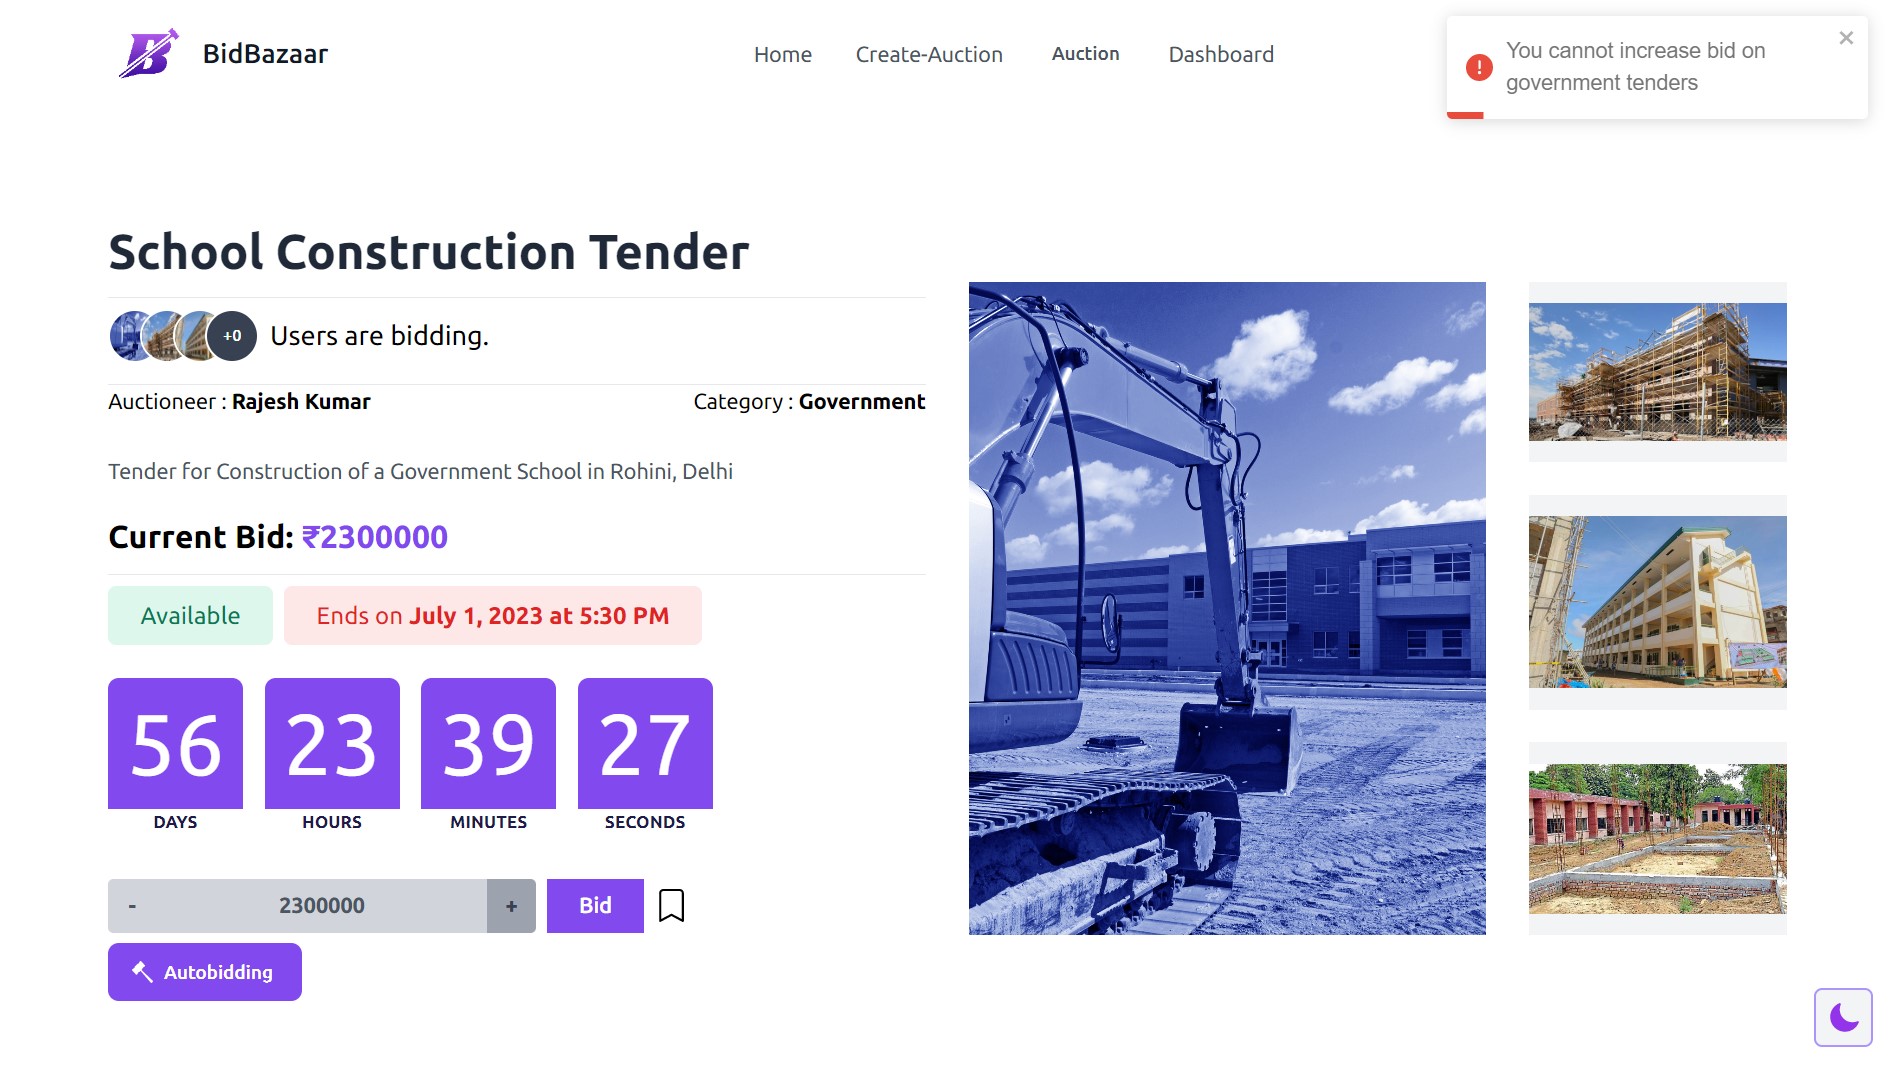 BidBazaar
Home Create-Auction Auction Dashboard
You cannot increase bid on
government tenders
School Construction Tender
+0 Users are bidding.
Auctioneer : Rajesh Kumar Category : Government
Tender for Construction of a Government School in Rohini, Delhi
Current Bid: ₹2300000
Available Ends on July 1, 2023 at 5:30 PM
56 23 39 27
DAYS HOURS MINUTES SECONDS
- 2300000 + Bid
Autobidding